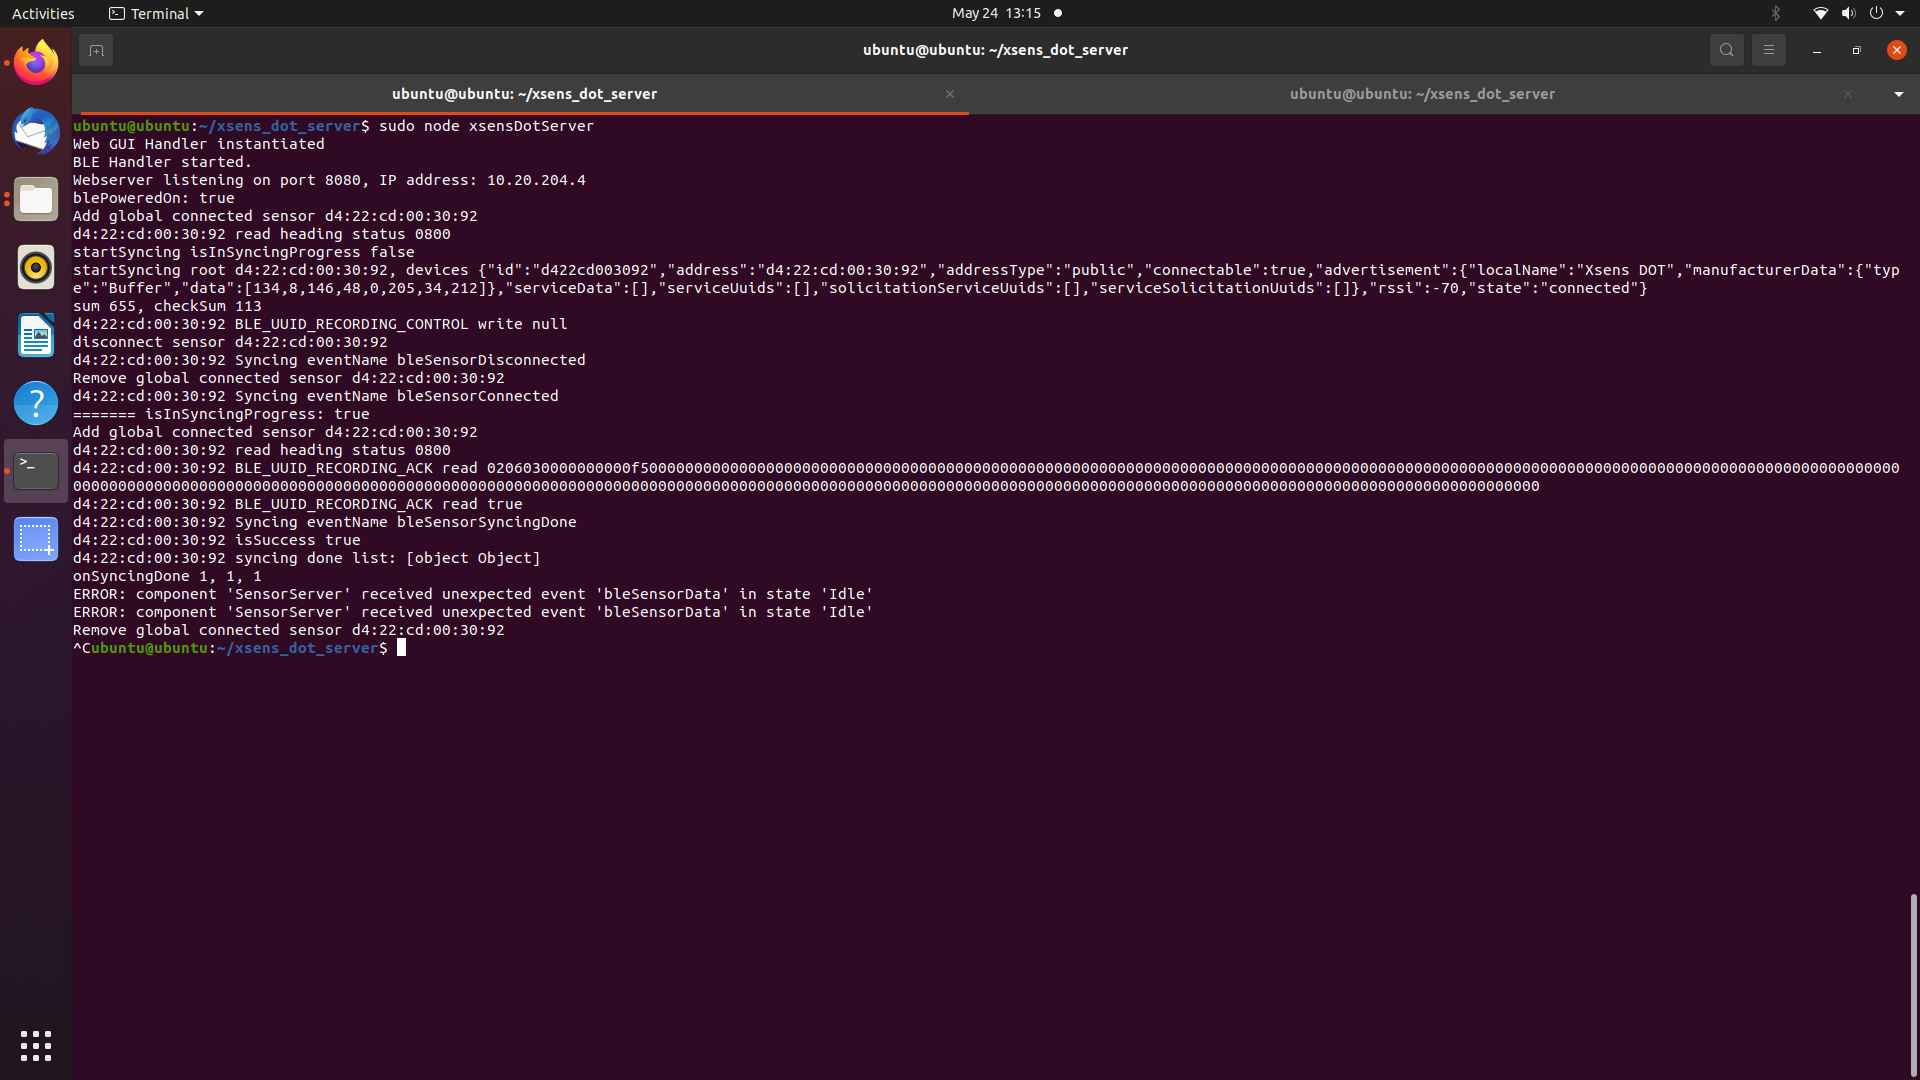 Activities
Terminal
May 24 13:15
ubuntu@ubuntu: ~/xsens_dot_server
ubuntu@ubuntu: ~/xsens_dot_server
ubuntu@ubuntu: ~/xsens_dot_server
ubuntu@ubuntu:~/xsens_dot_server$ sudo node xsensDotServer
Web GUI Handler instantiated
BLE Handler started.
Webserver listening on port 8080, IP address: 10.20.204.4
blePoweredOn: true
Add global connected sensor d4:22:cd:00:30:92
d4:22:cd:00:30:92 read heading status 0800
startSyncing isInSyncingProgress false
startSyncing root d4:22:cd:00:30:92, devices {"id":"d422cd003092","address":"d4:22:cd:00:30:92","addressType":"public","connectable":true,"advertisement":{"localName":"Xsens DOT","manufacturerData":{"typ
e":"Buffer","data":[134,8,146,48,0,205,34,212]},"serviceData":[],"serviceUuids":[],"solicitationServiceUuids":[],"serviceSolicitationUuids":[]},"rssi":-70,"state":"connected"}
sum 655, checkSum 113
d4:22:cd:00:30:92 BLE_UUID_RECORDING_CONTROL write null
disconnect sensor d4:22:cd:00:30:92
d4:22:cd:00:30:92 Syncing eventName bleSensorDisconnected
Remove global connected sensor d4:22:cd:00:30:92
d4:22:cd:00:30:92 Syncing eventName bleSensorConnected
======= isInSyncingProgress: true
Add global connected sensor d4:22:cd:00:30:92
d4:22:cd:00:30:92 read heading status 0800
d4:22:cd:00:30:92 BLE_UUID_RECORDING_ACK read
d4:22:cd:00:30:92 BLE_UUID_RECORDING_ACK read true
d4:22:cd:00:30:92 Syncing eventName bleSensorSyncingDone
d4:22:cd:00:30:92 isSuccess true
d4:22:cd:00:30:92 syncing done list: [object Object]
onSyncingDone 1, 1, 1
ERROR: component 'SensorServer' received unexpected event 'bleSensorData' in state 'Idle'
ERROR: component 'SensorServer' received unexpected event 'bleSensorData' in state 'Idle'
Remove global connected sensor d4:22:cd:00:30:92
^Cubuntu@ubuntu:~/xsens_dot_server$